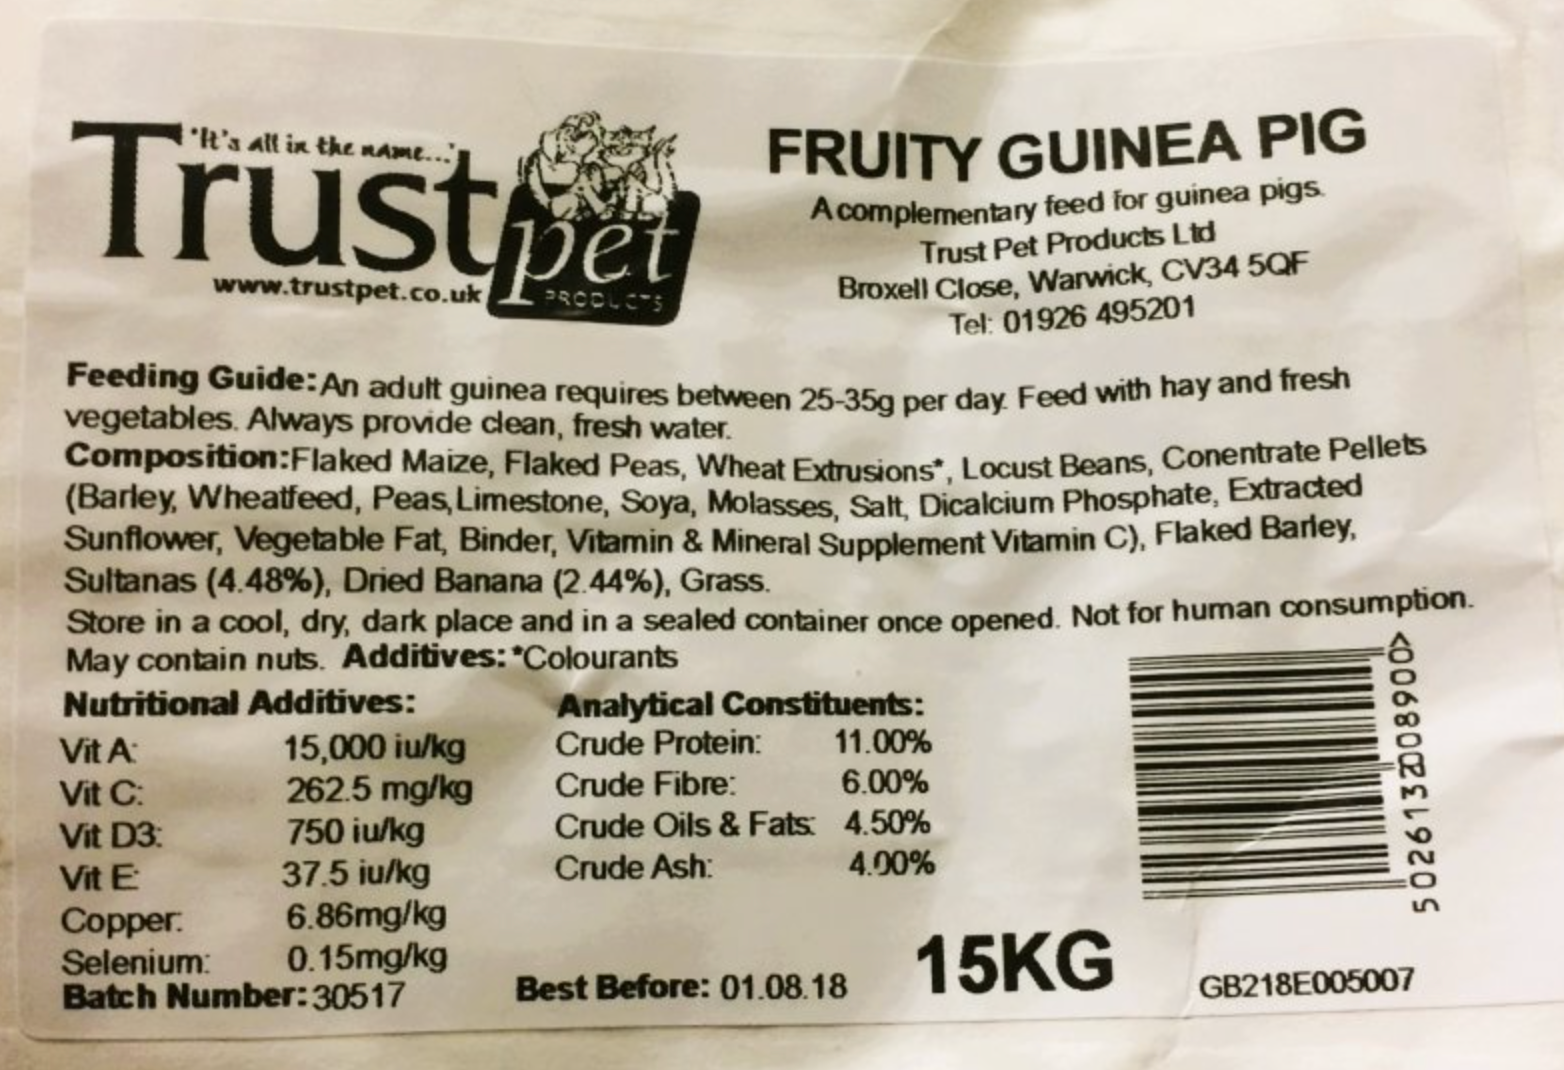 'It's all in the name...'
Trust
pet
PRODUCTS
www.trustpet.co.uk
FRUITY GUINEA PIG
A complementary feed for guinea pigs.
Trust Pet Products Ltd
Broxell Close, Warwick, CV34 5QF
Tel: 01926 495201
Feeding Guide: An adult guinea requires between 25-35g per day. Feed with hay and fresh
vegetables. Always provide clean, fresh water.
Composition: Flaked Maize, Flaked Peas, Wheat Extrusions*, Locust Beans, Conentrate Pellets
(Barley, Wheatfeed, Peas, Limestone, Soya, Molasses, Salt, Dicalcium Phosphate, Extracted
Sunflower, Vegetable Fat, Binder, Vitamin & Mineral Supplement Vitamin C), Flaked Barley,
Sultanas (4.48%), Dried Banana (2.44%), Grass.
Store in a cool, dry, dark place and in a sealed container once opened. Not for human consumption.
May contain nuts. Additives: *Colourants
Nutritional Additives:
Vit A: 15,000 iu/kg
Vit C: 262.5 mg/kg
Vit D3: 750 iu/kg
Vit E: 37.5 iu/kg
Copper: 6.86mg/kg
Selenium: 0.15mg/kg
Batch Number: 30517
Analytical Constituents:
Crude Protein: 11.00%
Crude Fibre: 6.00%
Crude Oils & Fats: 4.50%
Crude Ash: 4.00%
Best Before: 01.08.18
15KG
GB218E005007